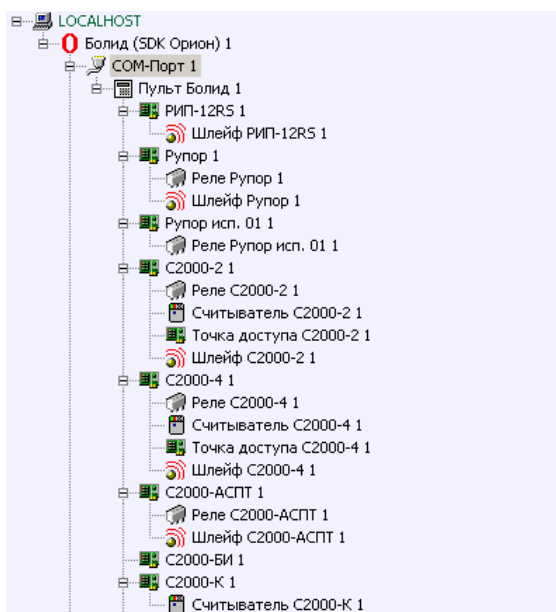 LOCALHOST
Болид (SDK Орион) 1
COM-Порт 1
Пульт Болид 1
РИП-12RS 1
Шлейф РИП-12RS 1
Рупор 1
Реле Рупор 1
Шлейф Рупор 1
Рупор исп. 01 1
Реле Рупор исп. 01 1
С2000-2 1
Реле С2000-2 1
Считыватель С2000-2 1
Точка доступа С2000-2 1
Шлейф С2000-2 1
С2000-4 1
Реле С2000-4 1
Считыватель С2000-4 1
Точка доступа С2000-4 1
Шлейф С2000-4 1
С2000-АСПТ 1
Реле С2000-АСПТ 1
Шлейф С2000-АСПТ 1
С2000-БИ 1
С2000-К 1
Считыватель С2000-К 1